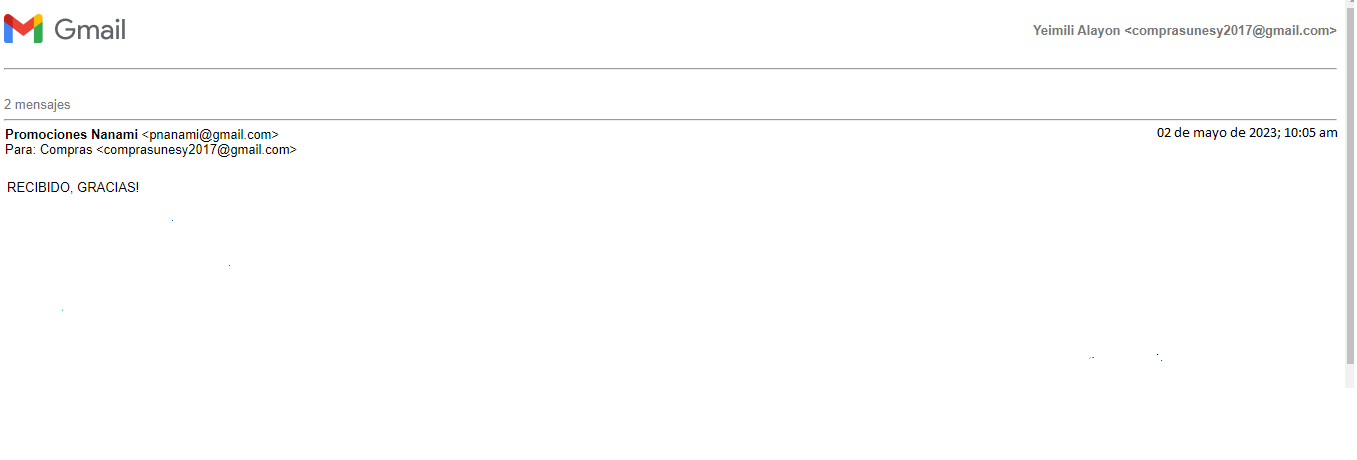 Gmail
Yeimili Alayon <comprasunesy2017@gmail.com>
2 mensajes
Promociones Nanami <pnanami@gmail.com>
02 de mayo de 2023; 10:05 am
Para: Compras <comprasunesy2017@gmail.com>
RECIBIDO, GRACIAS!